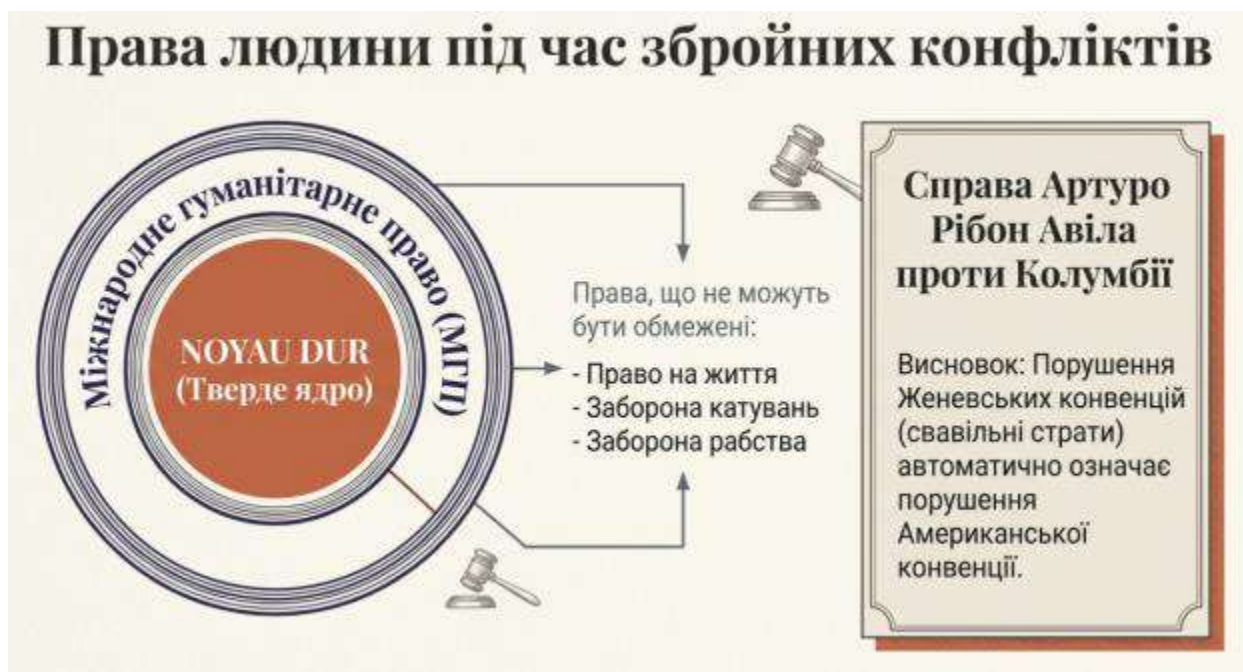 Права людини під час збройних конфліктів
Міжнародне гуманітарне право (МГП)
NOYAU DUR
(Тверде ядро)
Права, що не можуть
бути обмежені:
- Право на життя
- Заборона катувань
- Заборона рабства
Справа Артуро
Рібон Авіла
проти Колумбії
Висновок: Порушення
Женевських конвенцій
(свавільні страти)
автоматично означає
порушення
Американської
конвенції.